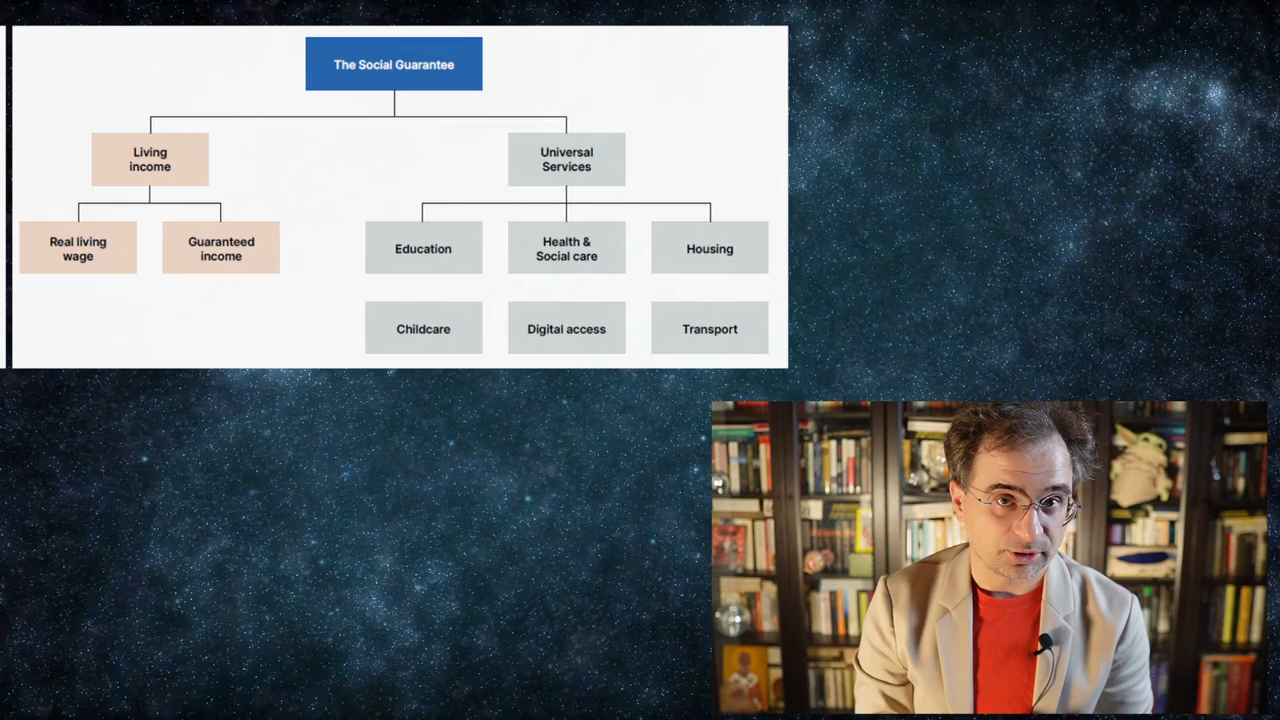 The Social Guarantee
Living
income
Universal
Services
Real living
wage
Guaranteed
income
Education
Health &
Social care
Housing
Childcare
Digital access
Transport